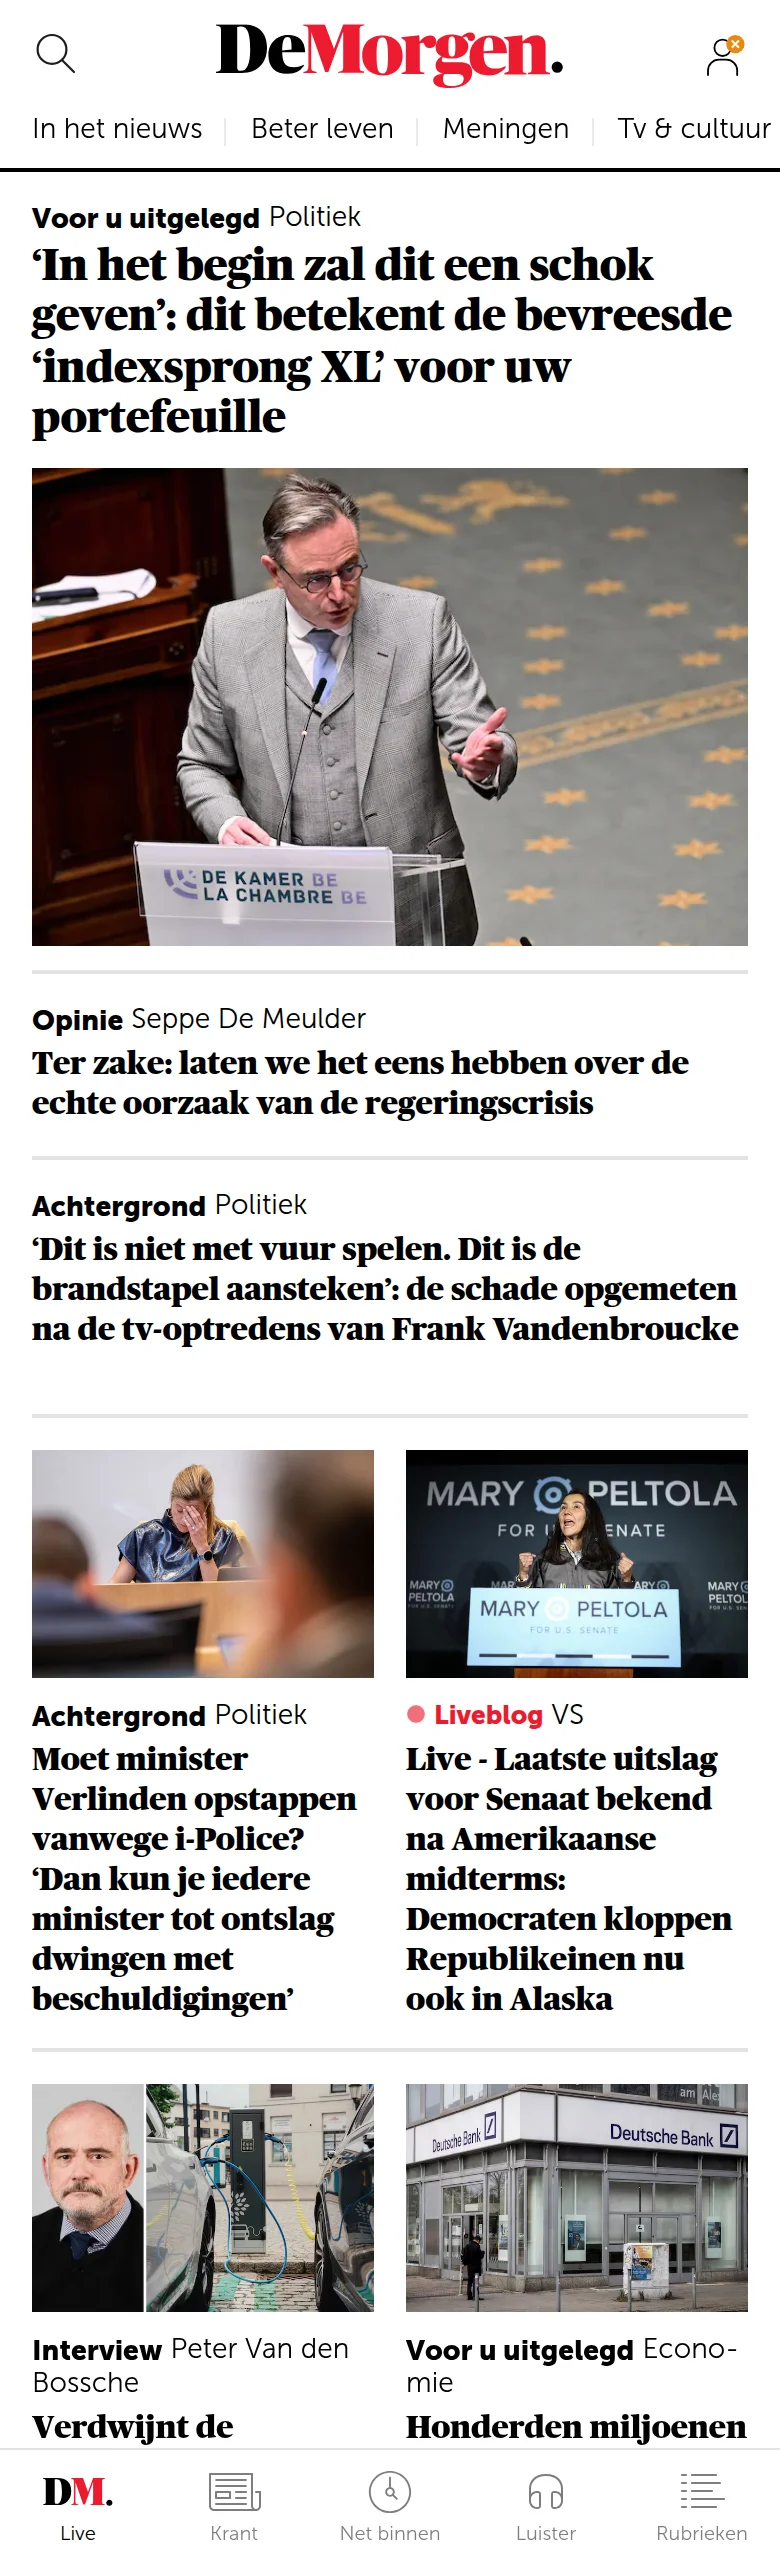 DeMorgen.
In het nieuws
Beter leven
Meningen
Tv & cultuur
Voor u uitgelegd Politiek
‘In het begin zal dit een schok
geven’: dit betekent de bevreesde
‘indexsprong XL’ voor uw
portefeuille
DE KAMER BE
LA CHAMBRE BE
Opinie Seppe De Meulder
Ter zake: laten we het eens hebben over de
echte oorzaak van de regeringscrisis
Achtergrond Politiek
‘Dit is niet met vuur spelen. Dit is de
brandstapel aansteken’: de schade opgemeten
na de tv-optredens van Frank Vandenbroucke
MARY PELTOLA
FOR U ENATE
MARY
PELTOLA
MARY PELTOLA
FOR U.S. SENATE
Achtergrond Politiek
Moet minister
Verlinden opstappen
vanwege i-Police?
‘Dan kun je iedere
minister tot ontslag
dwingen met
beschuldigingen’
Liveblog VS
Live - Laatste uitslag
voor Senaat bekend
na Amerikaanse
midterms:
Democraten kloppen
Republikeinen nu
ook in Alaska
am Alex
Deutsche Bank
Deutsche Bank
Interview Peter Van den
Bossche
Verdwijnt de
Voor u uitgelegd Econo-
mie
Honderden miljoenen
DM.
Live
Krant
Net binnen
Luister
Rubrieken